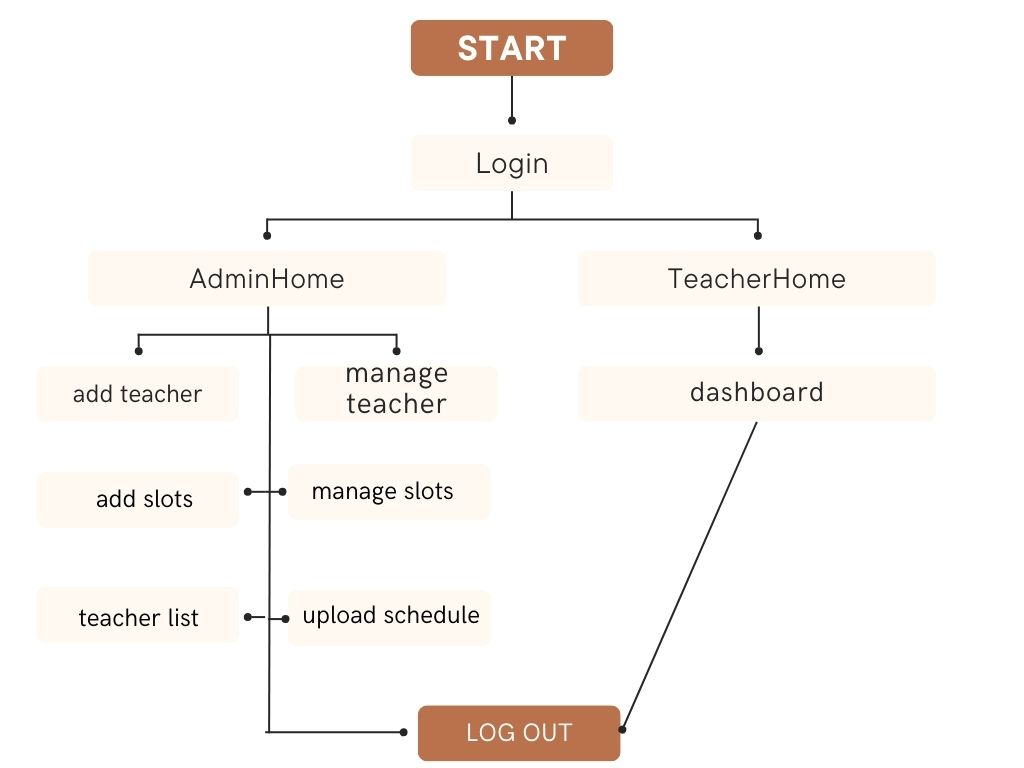 START
Login
AdminHome
TeacherHome
add teacher
manage
teacher
dashboard
add slots
manage slots
teacher list
upload schedule
LOG OUT